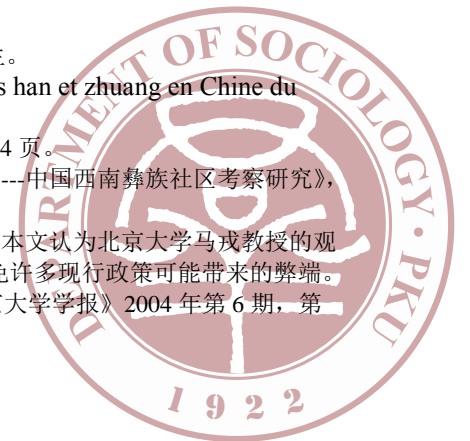 。
s han et zhuang en Chine du
4 页。
----中国西南彝族社区考察研究》,
本文认为北京大学马戎教授的观
免许多现行政策可能带来的弊端。
大学学报》2004 年第 6 期,第
DEPARTMENT OF SOCIOLOGY · PKU
1922